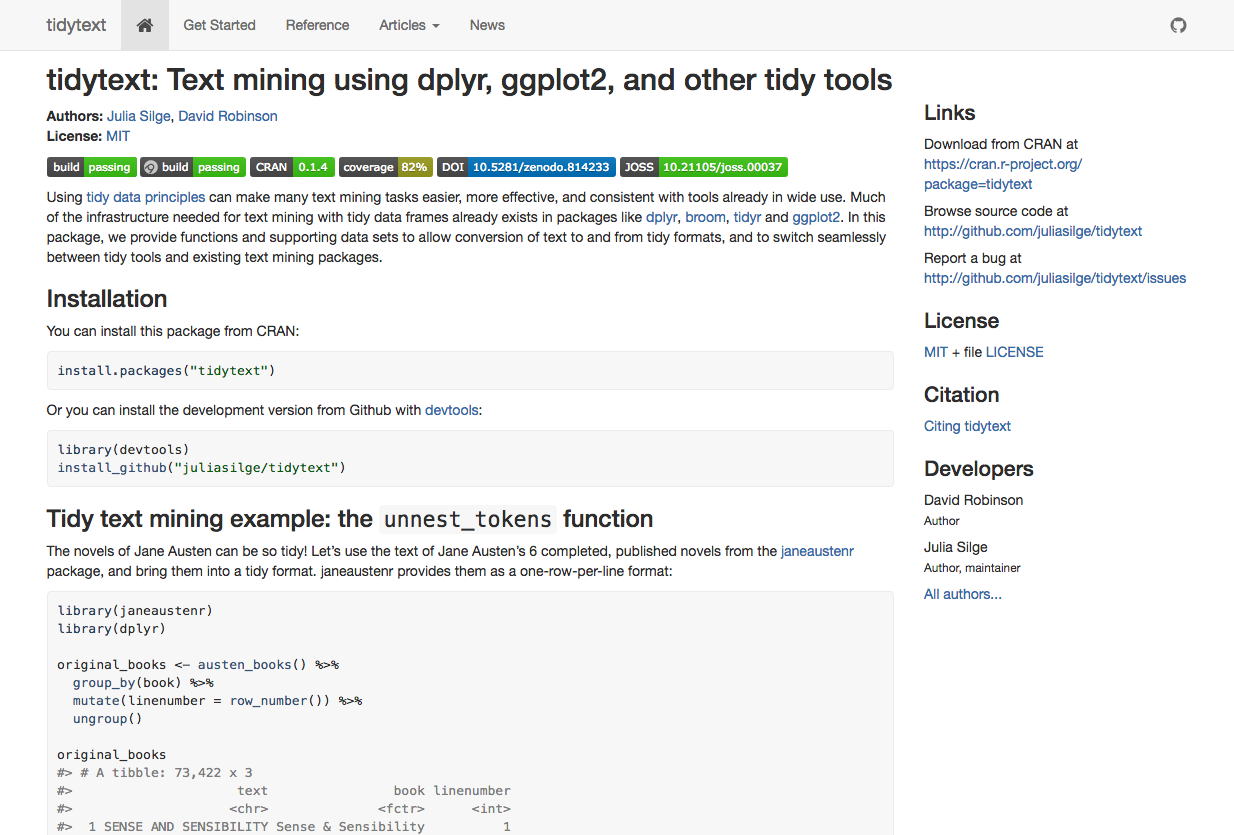 tidytext Get Started Reference Articles News
tidytext: Text mining using dplyr, ggplot2, and other tidy tools
Authors: Julia Silge, David Robinson
License: MIT
build passing build passing CRAN 0.1.4 coverage 82% DOI 10.5281/zenodo.814233 JOSS 10.21105/joss.00037
Using tidy data principles can make many text mining tasks easier, more effective, and consistent with tools already in wide use. Much
of the infrastructure needed for text mining with tidy data frames already exists in packages like dplyr, broom, tidyr and ggplot2. In this
package, we provide functions and supporting data sets to allow conversion of text to and from tidy formats, and to switch seamlessly
between tidy tools and existing text mining packages.
Installation
You can install this package from CRAN:
install.packages("tidytext")
Or you can install the development version from Github with devtools:
library(devtools)
install_github("juliasilge/tidytext")
Tidy text mining example: the unnest_tokens function
The novels of Jane Austen can be so tidy! Let’s use the text of Jane Austen’s 6 completed, published novels from the janeaustenr
package, and bring them into a tidy format. janeaustenr provides them as a one-row-per-line format:
library(janeaustenr)
library(dplyr)
original_books <- austen_books() %>%
  group_by(book) %>%
  mutate(linenumber = row_number()) %>%
  ungroup()
original_books
#> # A tibble: 73,422 x 3
#>                     text                book linenumber
#>                    <chr>              <fctr>      <int>
#>  1 SENSE AND SENSIBILITY Sense & Sensibility          1
Links
Download from CRAN at
https://cran.r-project.org/
package=tidytext
Browse source code at
http://github.com/juliasilge/tidytext
Report a bug at
http://github.com/juliasilge/tidytext/issues
License
MIT + file LICENSE
Citation
Citing tidytext
Developers
David Robinson
Author
Julia Silge
Author, maintainer
All authors...